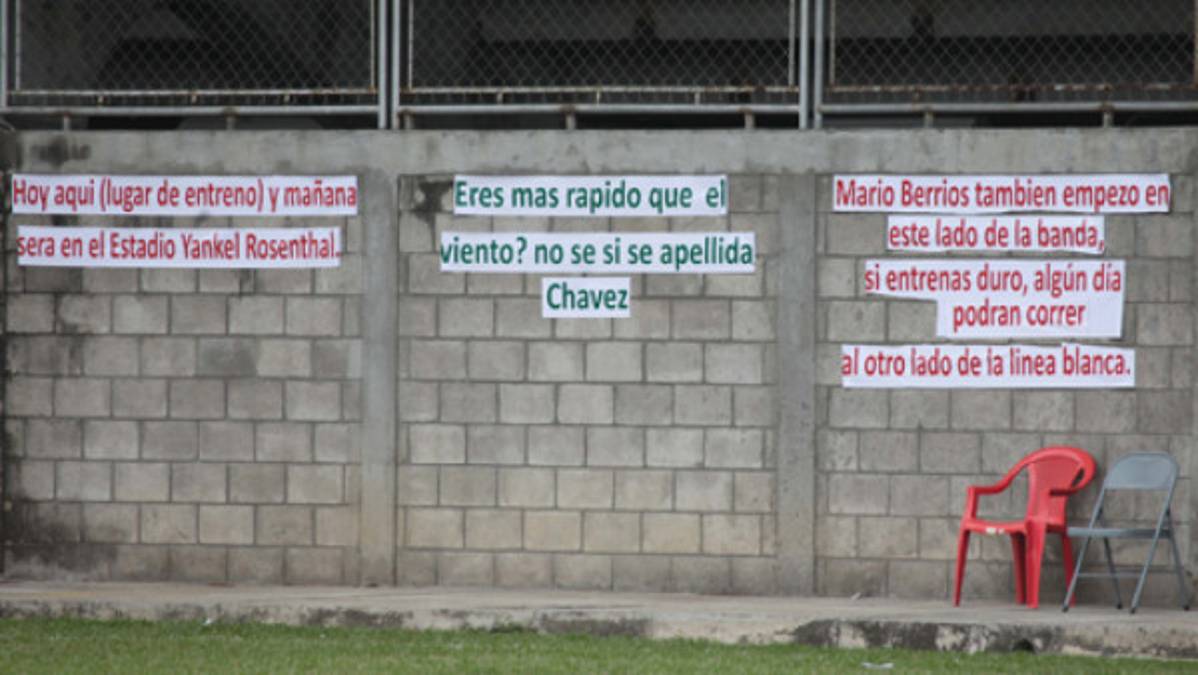 Hoy aqui (lugar de entreno) y mañana
sera en el Estadio Yankel Rosenthal.
Eres mas rapido que el
viento? no se si se apellida
Chavez
Mario Berrios tambien empezo en
este lado de la banda,
si entrenas duro, algún día
podran correr
al otro lado de la linea blanca.